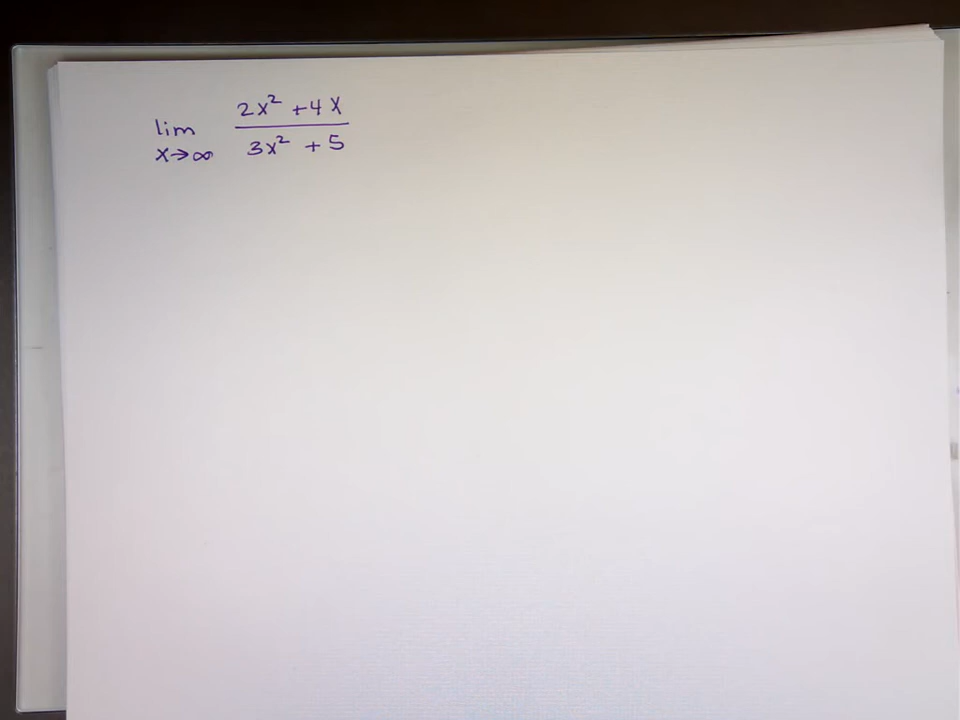 lim 2x² + 4x
x→∞ 3x² + 5